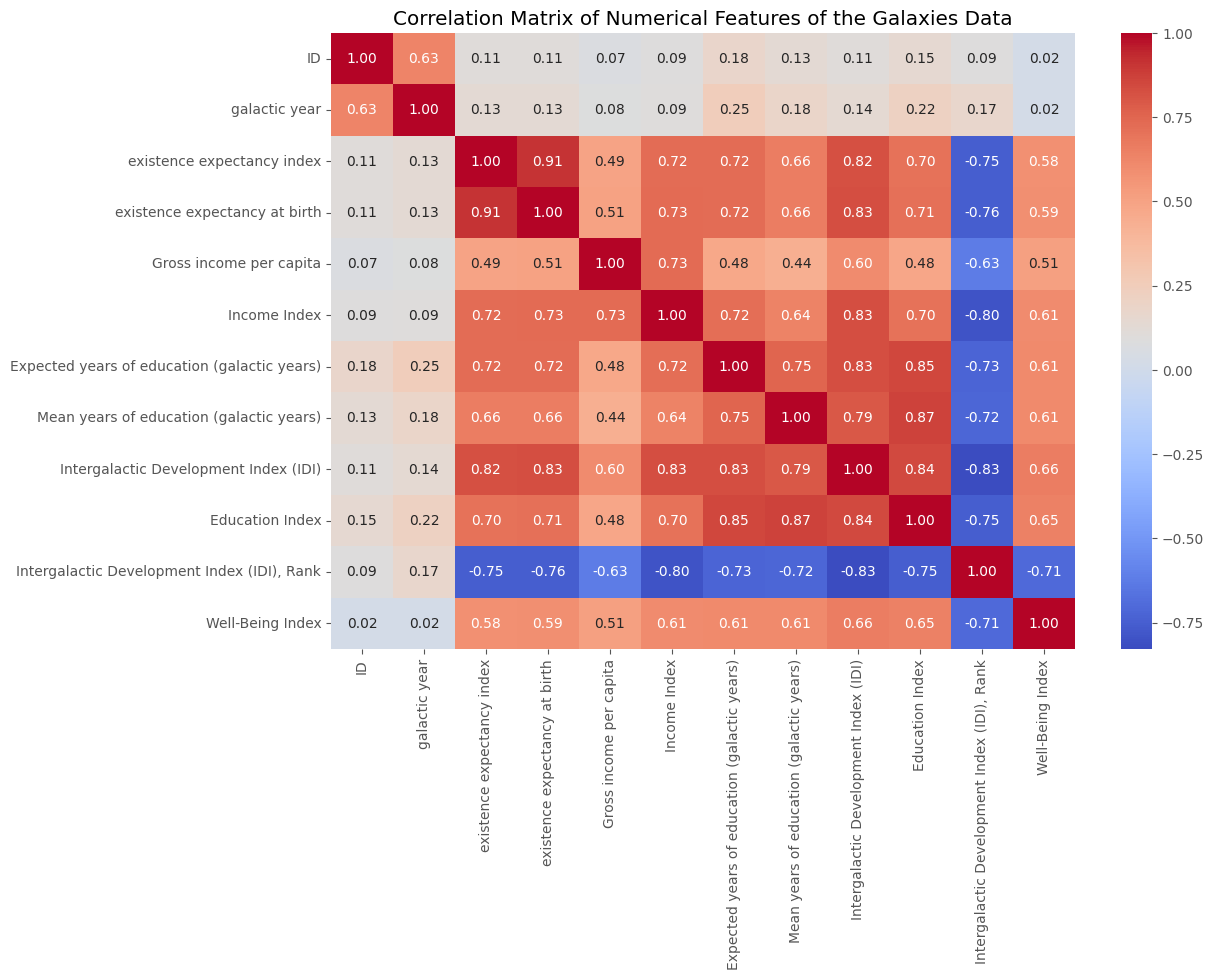 Correlation Matrix of Numerical Features of the Galaxies Data
ID 1.00 0.63 0.11 0.11 0.07 0.09 0.18 0.13 0.11 0.15 0.09 0.02
galactic year 0.63 1.00 0.13 0.13 0.08 0.09 0.25 0.18 0.14 0.22 0.17 0.02
existence expectancy index 0.11 0.13 1.00 0.91 0.49 0.72 0.72 0.66 0.82 0.70 -0.75 0.58
existence expectancy at birth 0.11 0.13 0.91 1.00 0.51 0.73 0.72 0.66 0.83 0.71 -0.76 0.59
Gross income per capita 0.07 0.08 0.49 0.51 1.00 0.73 0.48 0.44 0.60 0.48 -0.63 0.51
Income Index 0.09 0.09 0.72 0.73 0.73 1.00 0.72 0.64 0.83 0.70 -0.80 0.61
Expected years of education (galactic years) 0.18 0.25 0.72 0.72 0.48 0.72 1.00 0.75 0.83 0.85 -0.73 0.61
Mean years of education (galactic years) 0.13 0.18 0.66 0.66 0.44 0.64 0.75 1.00 0.79 0.87 -0.72 0.61
Intergalactic Development Index (IDI) 0.11 0.14 0.82 0.83 0.60 0.83 0.83 0.79 1.00 0.84 -0.83 0.66
Education Index 0.15 0.22 0.70 0.71 0.48 0.70 0.85 0.87 0.84 1.00 -0.75 0.65
Intergalactic Development Index (IDI), Rank 0.09 0.17 -0.75 -0.76 -0.63 -0.80 -0.73 -0.72 -0.83 -0.75 1.00 -0.71
Well-Being Index 0.02 0.02 0.58 0.59 0.51 0.61 0.61 0.61 0.66 0.65 -0.71 1.00
ID
galactic year
existence expectancy index
existence expectancy at birth
Gross income per capita
Income Index
Expected years of education (galactic years)
Mean years of education (galactic years)
Intergalactic Development Index (IDI)
Education Index
Intergalactic Development Index (IDI), Rank
Well-Being Index
1.00
0.75
0.50
0.25
0.00
−0.25
−0.50
−0.75